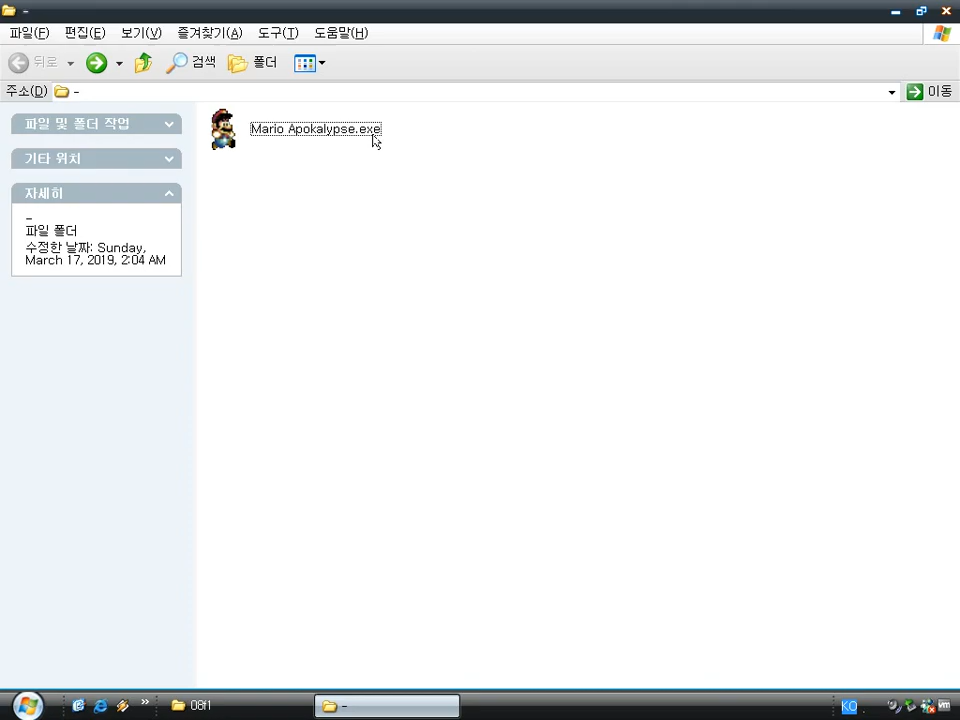 -
파일(F) 편집(E) 보기(V) 즐겨찾기(A) 도구(T) 도움말(H)
뒤로 검색 폴더
주소(D) - 이동
파일 및 폴더 작업
기타 위치
자세히
-
파일 폴더
수정한 날짜: Sunday,
March 17, 2019, 2:04 AM
Mario Apokalypse.exe
08f1 - KO